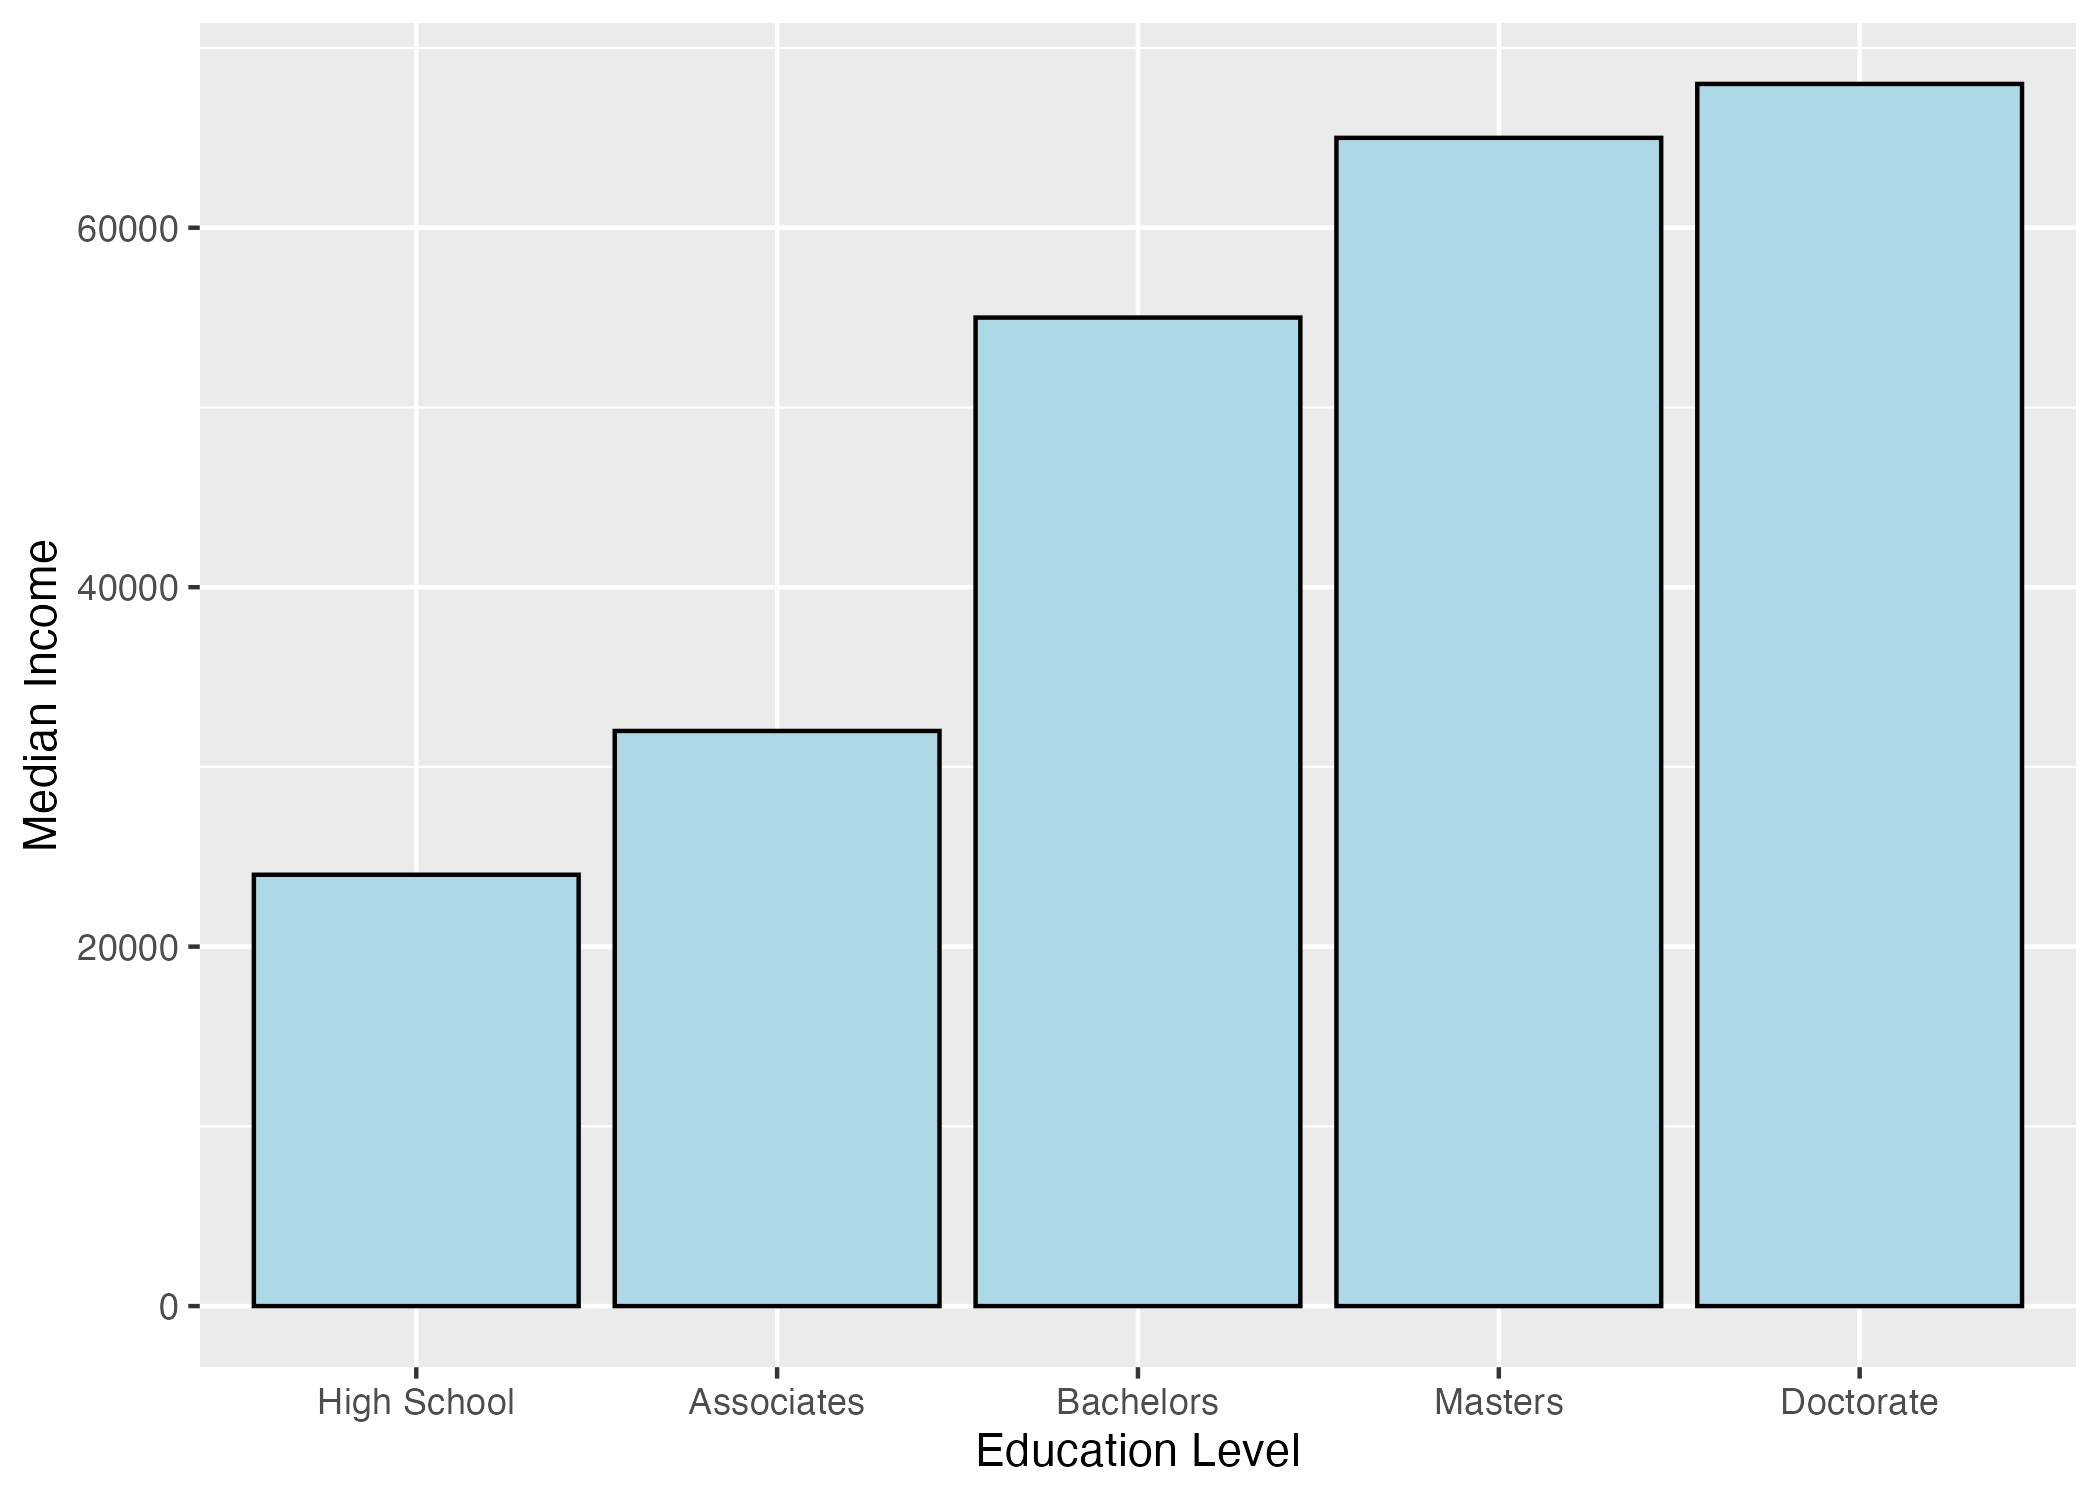 Median Income
60000
40000
20000
0
High School Associates Bachelors Masters Doctorate
Education Level